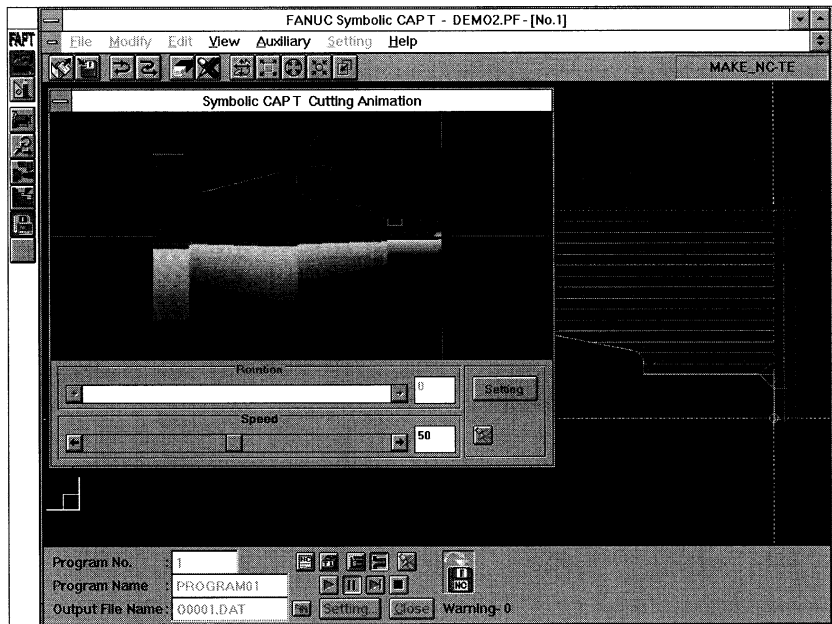 FANUC Symbolic CAP T - DEMO2.PF - [No.1]
FAPT
File Modify Edit View Auxiliary Setting Help
MAKE_NC-TE
Symbolic CAP T Cutting Animation
Rotation
0
Setting
Speed
50
Program No. : 1
Program Name : PROGRAM01
NC
Output File Name : O0001.DAT
Setting... Close Warning- 0